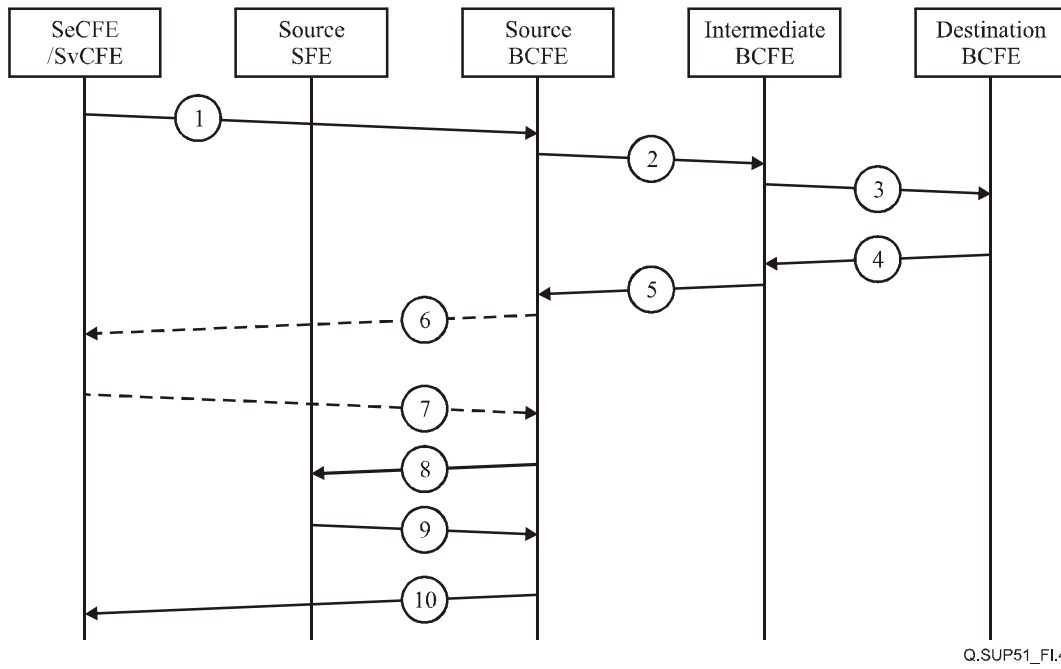 SeCFE
/SvCFE
Source
SFE
Source
BCFE
Intermediate
BCFE
Destination
BCFE
1
2
3
4
5
6
7
8
9
10